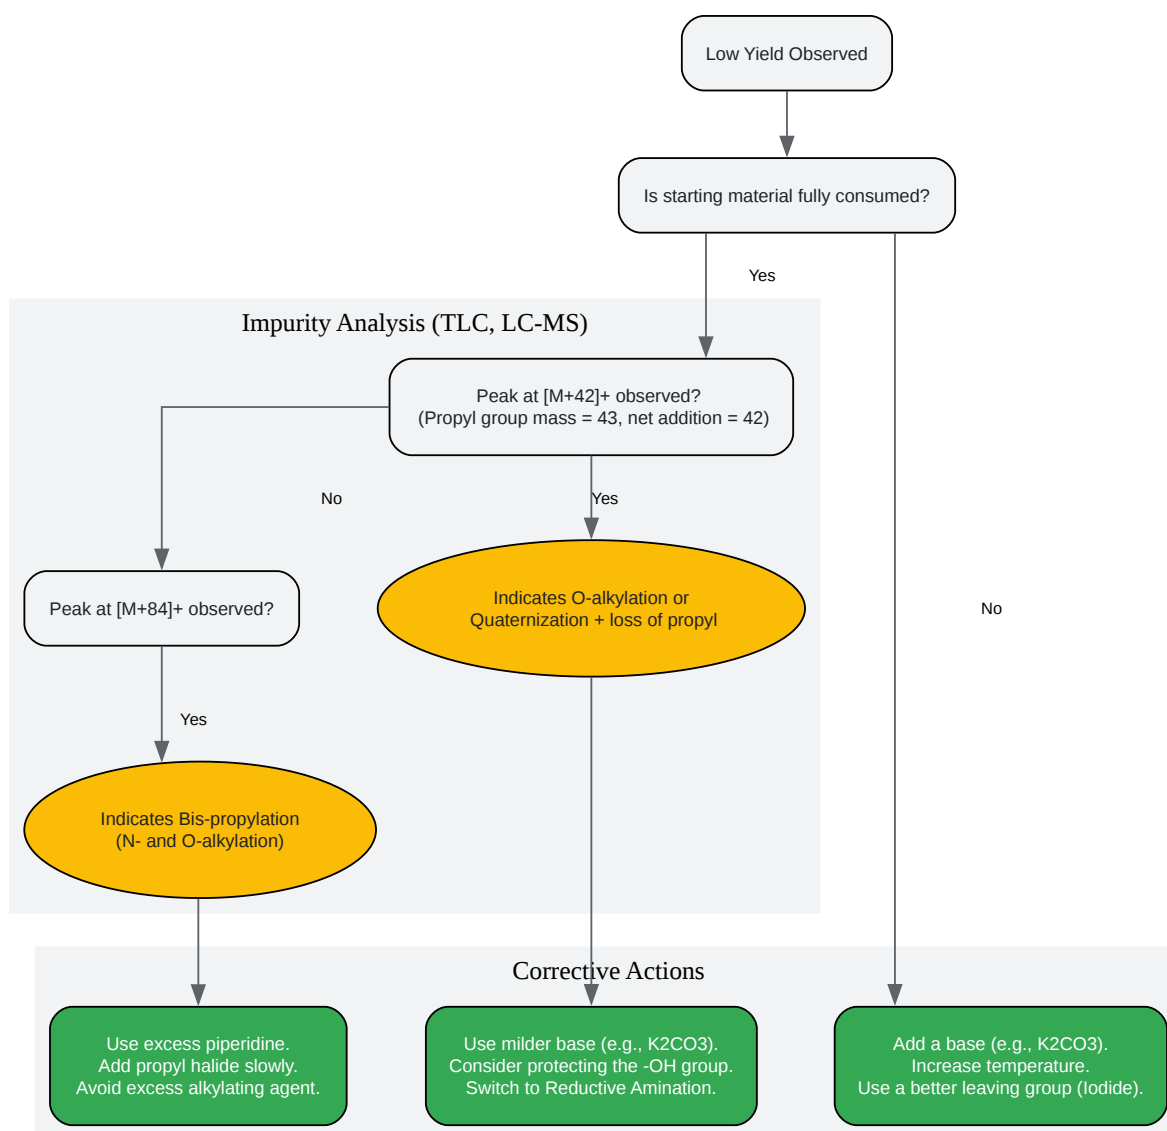 Low Yield Observed
Is starting material fully consumed?
Yes
Impurity Analysis (TLC, LC-MS)
Peak at [M+42]+ observed?
(Propyl group mass = 43, net addition = 42)
No
Yes
Peak at [M+84]+ observed?
Indicates O-alkylation or
Quaternization + loss of propyl
No
Yes
Indicates Bis-propylation
(N- and O-alkylation)
Corrective Actions
Use excess piperidine.
Add propyl halide slowly.
Avoid excess alkylating agent.
Use milder base (e.g., K2CO3).
Consider protecting the -OH group.
Switch to Reductive Amination.
Add a base (e.g., K2CO3).
Increase temperature.
Use a better leaving group (Iodide).